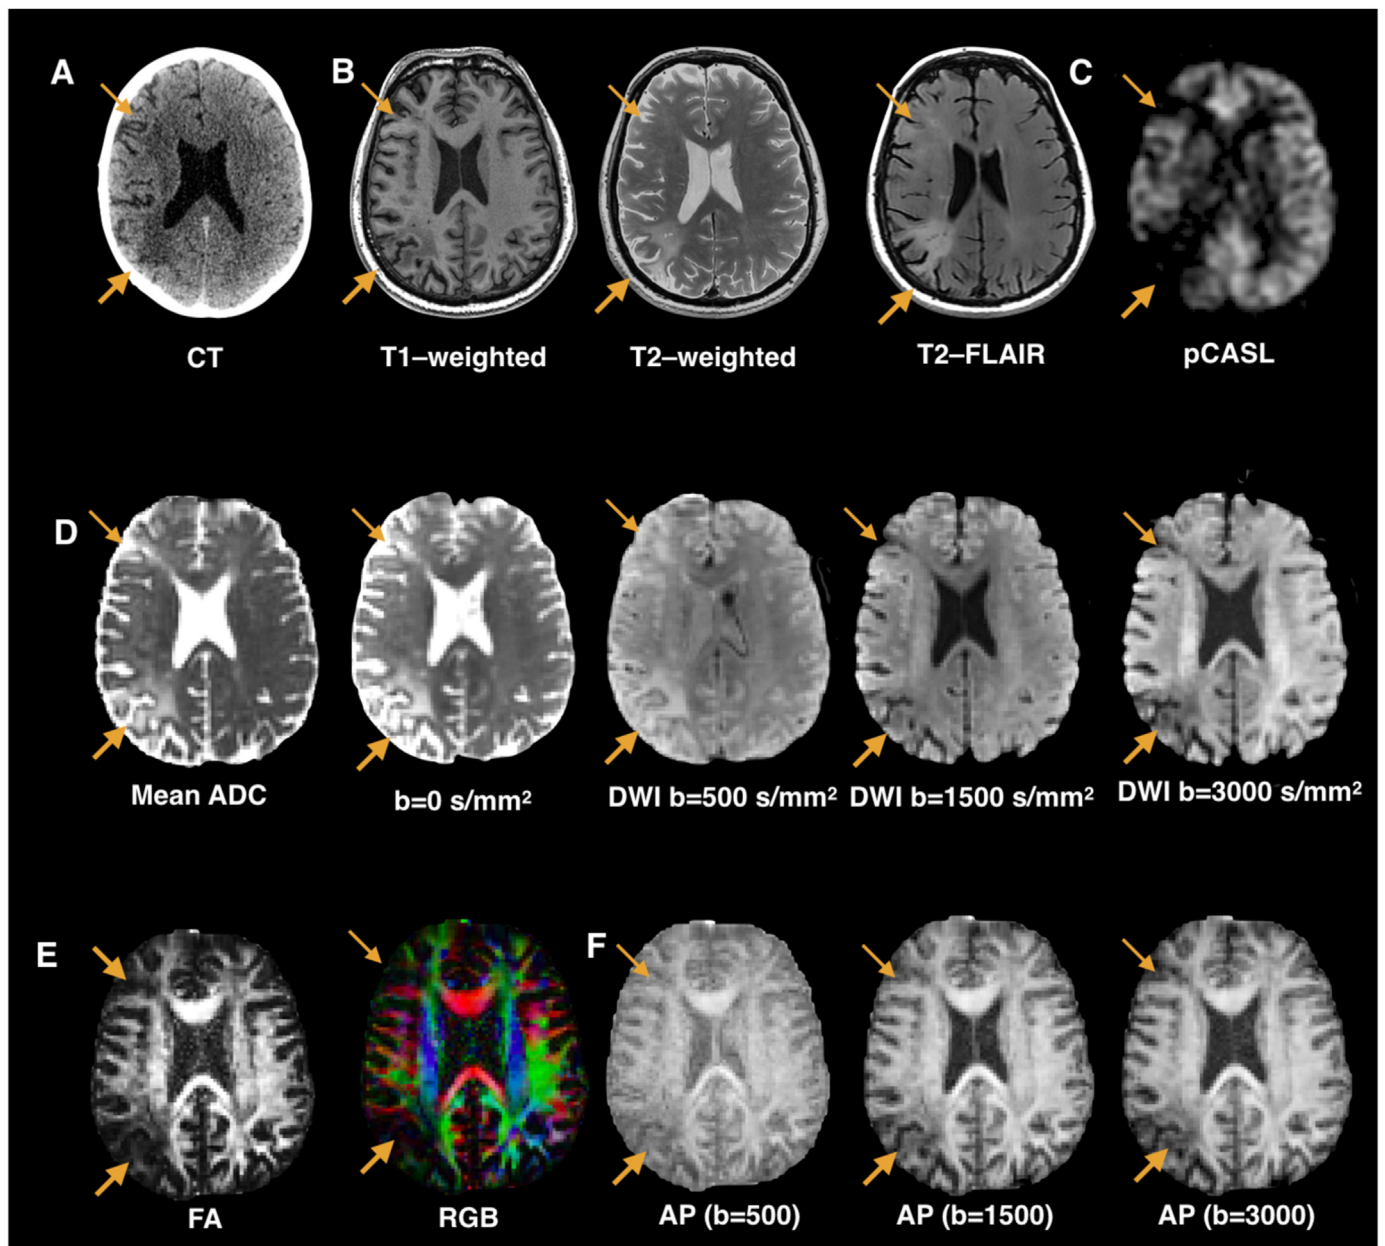 A
B
C
CT
T1–weighted
T2–weighted
T2–FLAIR
pCASL
D
Mean ADC
b=0 s/mm²
DWI b=500 s/mm²
DWI b=1500 s/mm²
DWI b=3000 s/mm²
E
F
FA
RGB
AP (b=500)
AP (b=1500)
AP (b=3000)